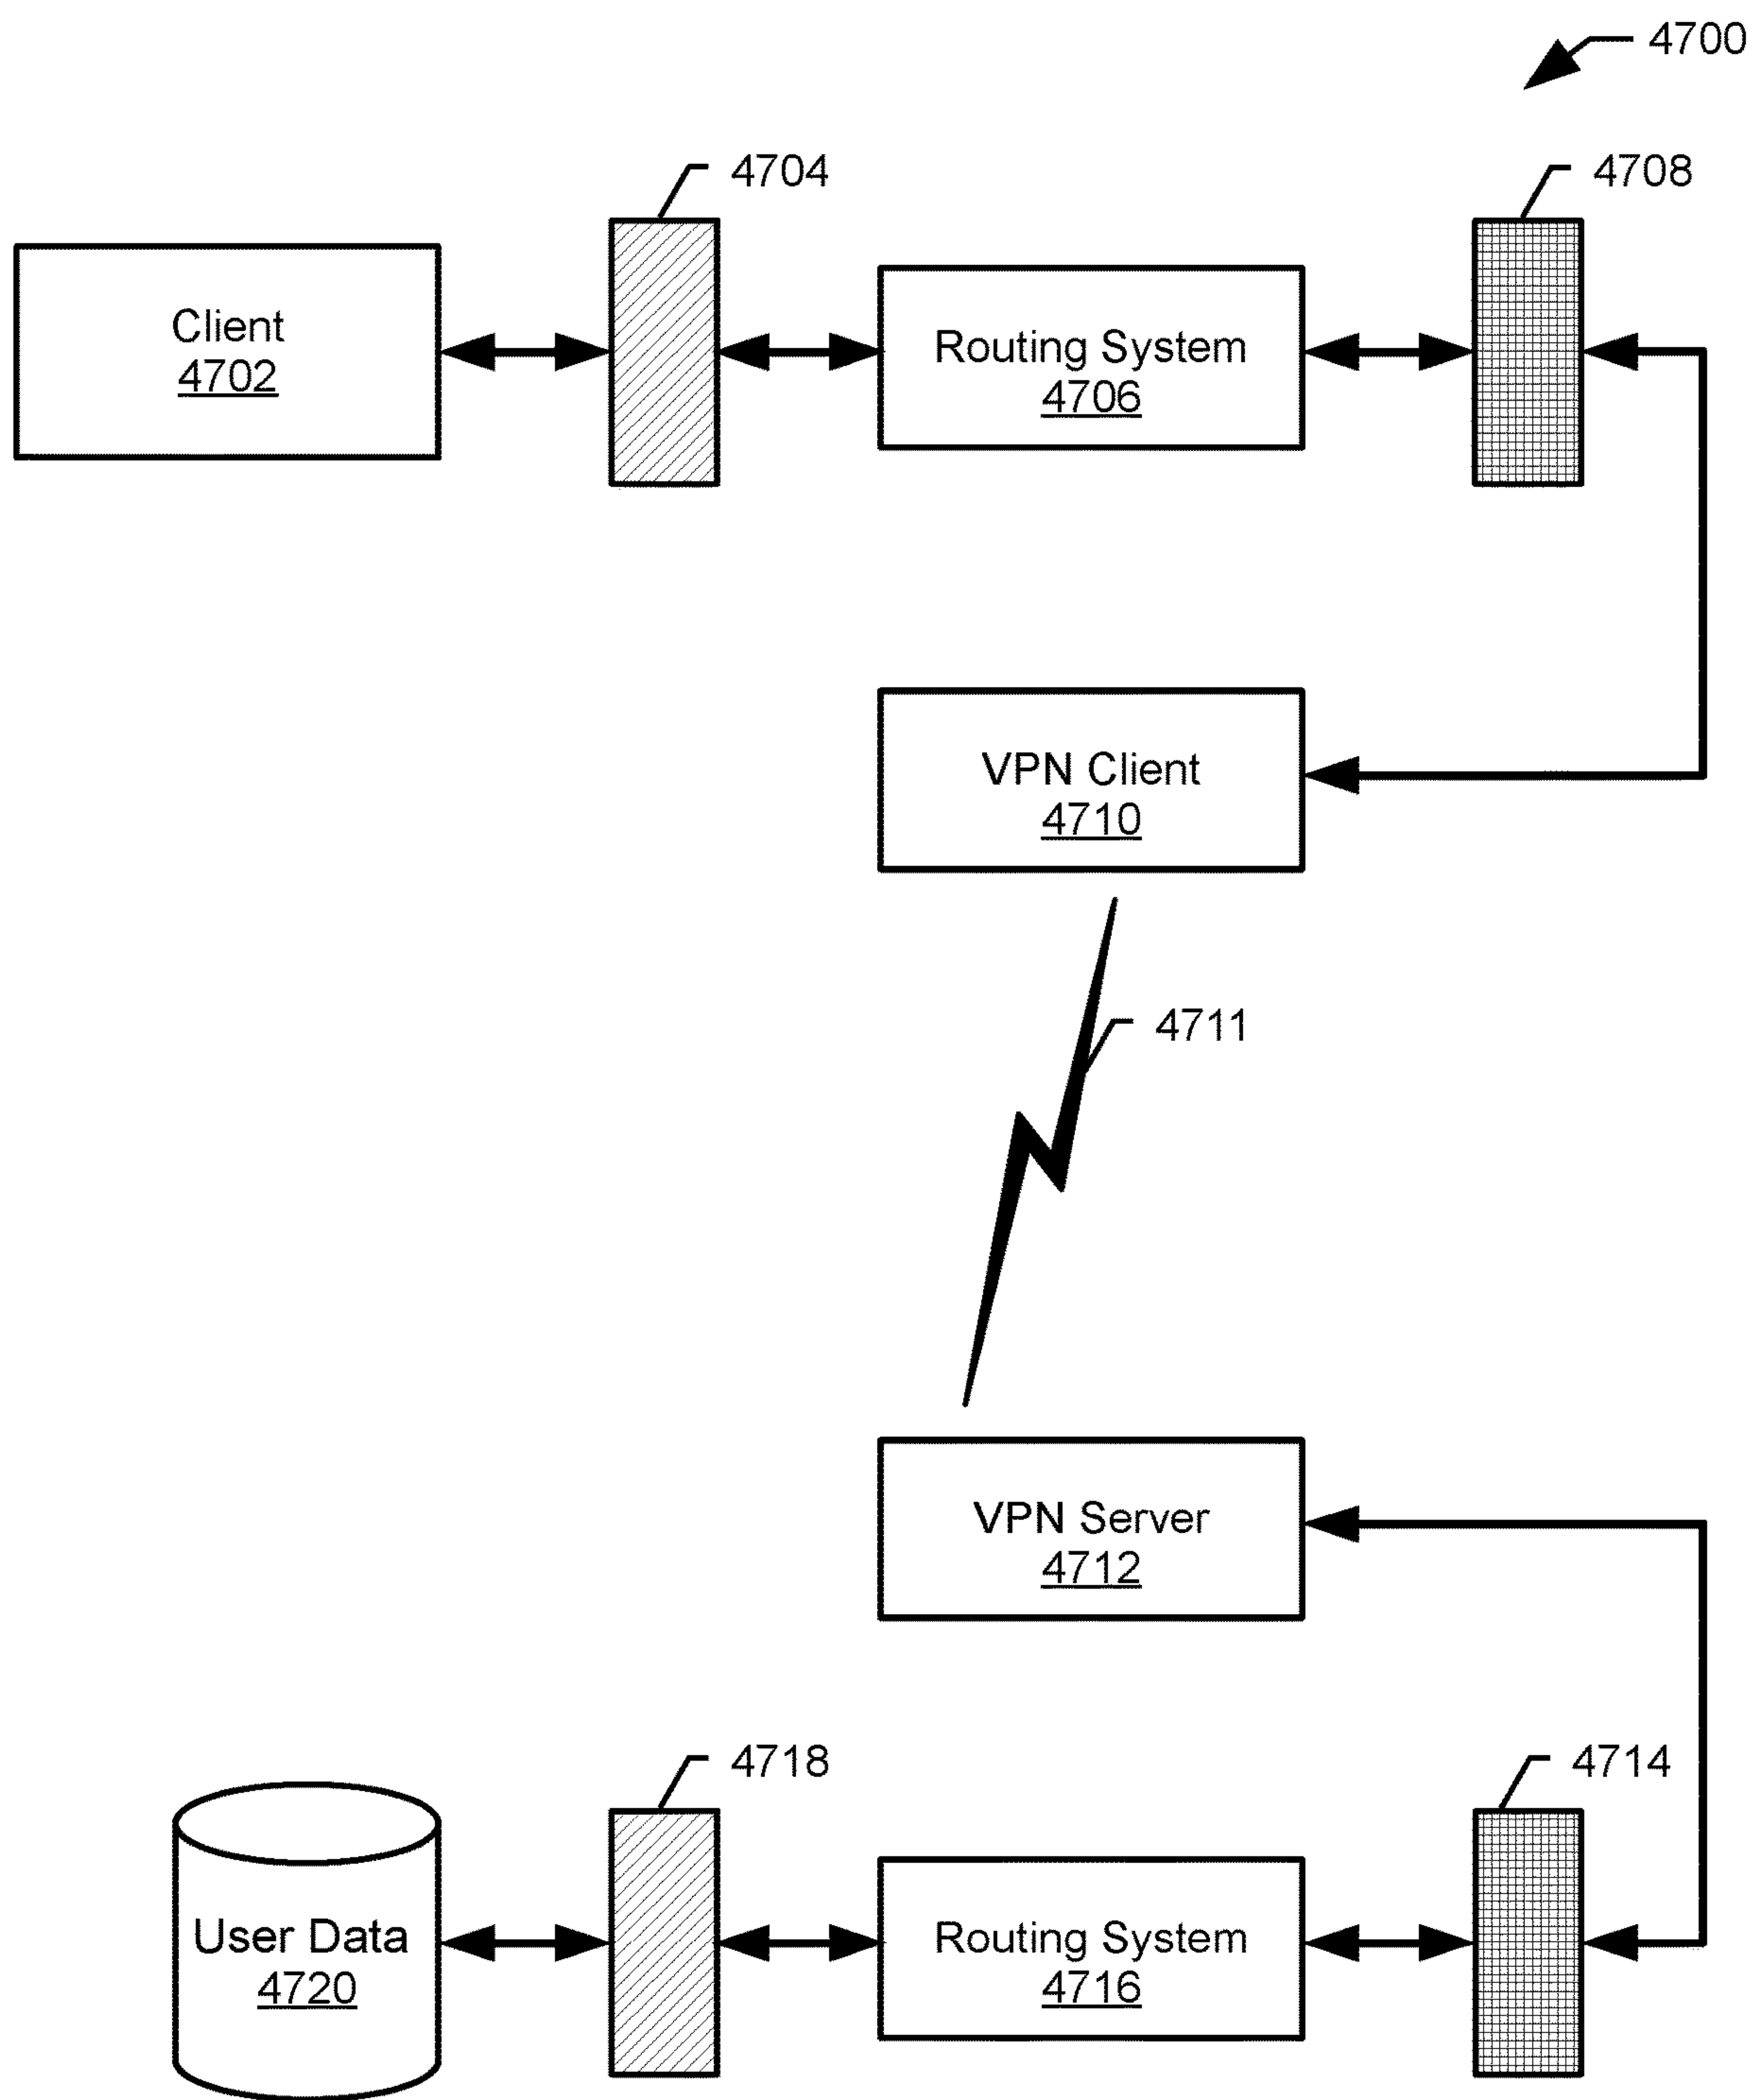 4700
4704
4708
Client
4702
Routing System
4706
VPN Client
4710
4711
VPN Server
4712
4718
4714
User Data
4720
Routing System
4716